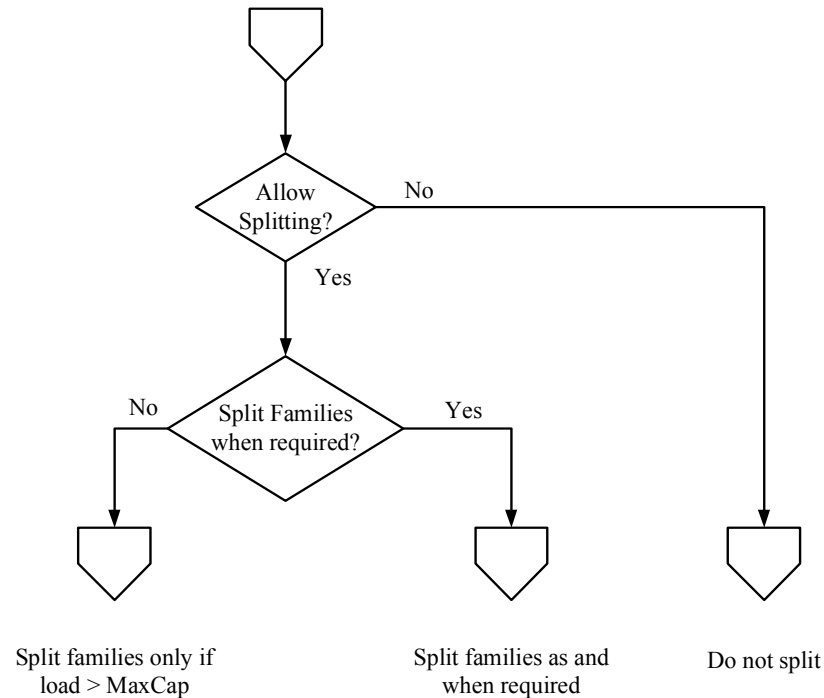 Allow
Splitting?
No
Yes
No
Split Families
when required?
Yes
Split families only if
load > MaxCap
Split families as and
when required
Do not split